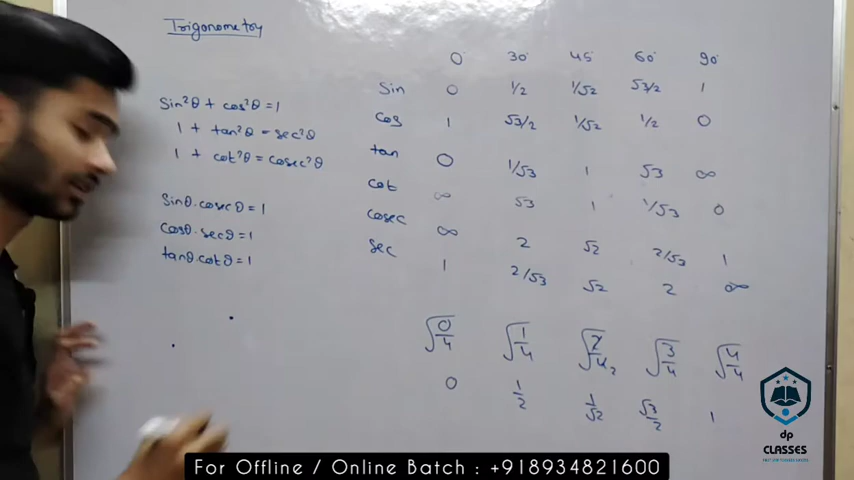 Trigonometry
0° 30° 45° 60° 90°
Sin 0 1/2 1/√2 √3/2 1
cos 1 √3/2 1/√2 1/2 0
tan 0 1/√3 1 √3 ∞
cot ∞ √3 1 1/√3 0
cosec ∞ 2 √2 2/√3 1
sec 1 2/√3 √2 2 ∞
Sin²θ + cos²θ = 1
1 + tan²θ = sec²θ
1 + cot²θ = cosec²θ
Sinθ·cosecθ = 1
cosθ·secθ = 1
tanθ·cotθ = 1
√0/4 √1/4 √2/4 2 √3/4 √4/4
0 1/2 1/√2 √3/2 1
dp
CLASSES
For Offline / Online Batch : +918934821600